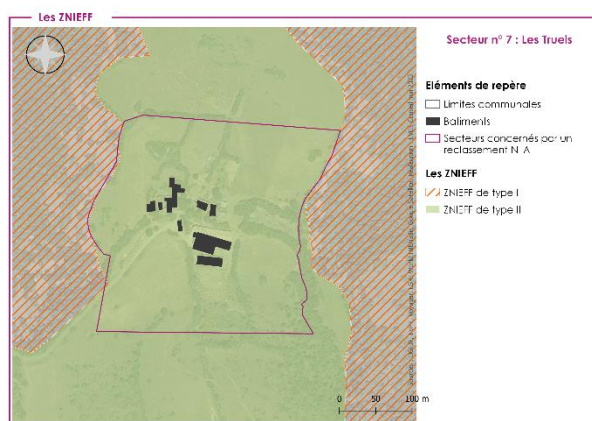 Les ZNIEFF
Secteur n° 7 : Les Truels
Eléments de repère
Limites communales
Bâtiments
Secteurs concernés par un
reclassement N A
Les ZNIEFF
ZNIEFF de type I
ZNIEFF de type II
0 50 100 m